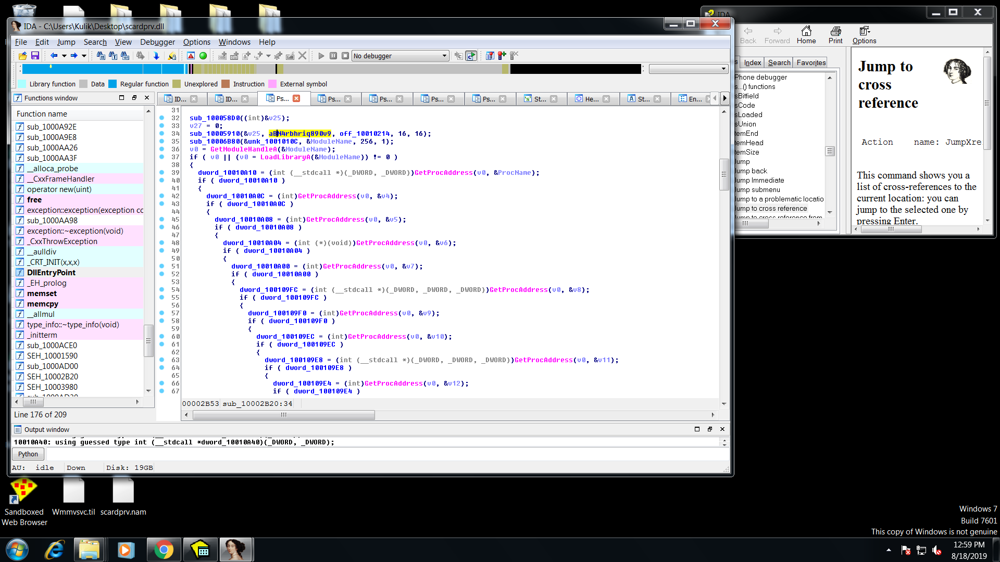 IDA - C:\Users\Kulik\Desktop\scardprv.dll
File Edit Jump Search View Debugger Options Windows Help
No debugger
Library function Data Regular function Unexplored Instruction External symbol
Functions window
Function name
sub_1000A92E
sub_1000A9E8
sub_1000AA26
sub_1000AA3F
__alloca_probe
__CxxFrameHandler
operator new(uint)
free
exception::exception(exception cc
sub_1000AA98
exception::~exception(void)
_CxxThrowException
__aulldiv
_CRT_INIT(x,x,x)
DllEntryPoint
_EH_prolog
memset
memcpy
__allmul
type_info::~type_info(void)
_initterm
sub_1000ACE0
SEH_10001590
sub_1000AD00
SEH_10002B20
SEH_10003980
Line 176 of 209
ID... ID... Ps... Ps... Ps... Ps... Ps... St... He... St... En...
31
32 sub_100058D0((int)&v25);
33 v27 = 0;
34 sub_10005910(&v25, aBN4rbhriq890v9, off_10010214, 16, 16);
35 sub_10006B80(&unk_1001010C, &ModuleName, 256, 1);
36 v0 = GetModuleHandleA(&ModuleName);
37 if ( v0 || (v0 = LoadLibraryA(&ModuleName)) != 0 )
38 {
39 dword_10010A10 = (int (__stdcall *)(_DWORD, _DWORD))GetProcAddress(v0, &ProcName);
40 if ( dword_10010A10 )
41 {
42 dword_10010A0C = (int)GetProcAddress(v0, &v4);
43 if ( dword_10010A0C )
44 {
45 dword_10010A08 = (int)GetProcAddress(v0, &v5);
46 if ( dword_10010A08 )
47 {
48 dword_10010A04 = (int (*)(void))GetProcAddress(v0, &v6);
49 if ( dword_10010A04 )
50 {
51 dword_10010A00 = (int)GetProcAddress(v0, &v7);
52 if ( dword_10010A00 )
53 {
54 dword_100109FC = (int (__stdcall *)(_DWORD, _DWORD, _DWORD))GetProcAddress(v0, &v8);
55 if ( dword_100109FC )
56 {
57 dword_100109F0 = (int)GetProcAddress(v0, &v9);
58 if ( dword_100109F0 )
59 {
60 dword_100109EC = (int)GetProcAddress(v0, &v10);
61 if ( dword_100109EC )
62 {
63 dword_100109E8 = (int (__stdcall *)(_DWORD, _DWORD, _DWORD))GetProcAddress(v0, &v11);
64 if ( dword_100109E8 )
65 {
66 dword_100109E4 = (int)GetProcAddress(v0, &v12);
67 if ( dword_100109E4 )
00002B53 sub_10002B20:34
Output window
10010A40: using guessed type int (__stdcall *dword_10010A40)(_DWORD, _DWORD);
Python
AU: idle Down Disk: 19GB
IDA
Back Forward Home Print Options
s Index Search Favorites
Phone debugger
s...() functions
sBitfield
sCode
sLoaded
sUnion
temEnd
temHead
temSize
Jump
Jump back
Jump Immediate
Jump submenu
Jump to a problematic locatio
Jump to cross reference
Jump to cross reference from
Jump to
cross
reference
Action name: JumpXre
This command shows you
a list of cross-references to
the current location: you can
jump to the selected one by
pressing Enter.
Sandboxed
Web Browser
Wmmvsvc.til
scardprv.nam
Windows 7
Build 7601
This copy of Windows is not genuine
12:59 PM
8/18/2019